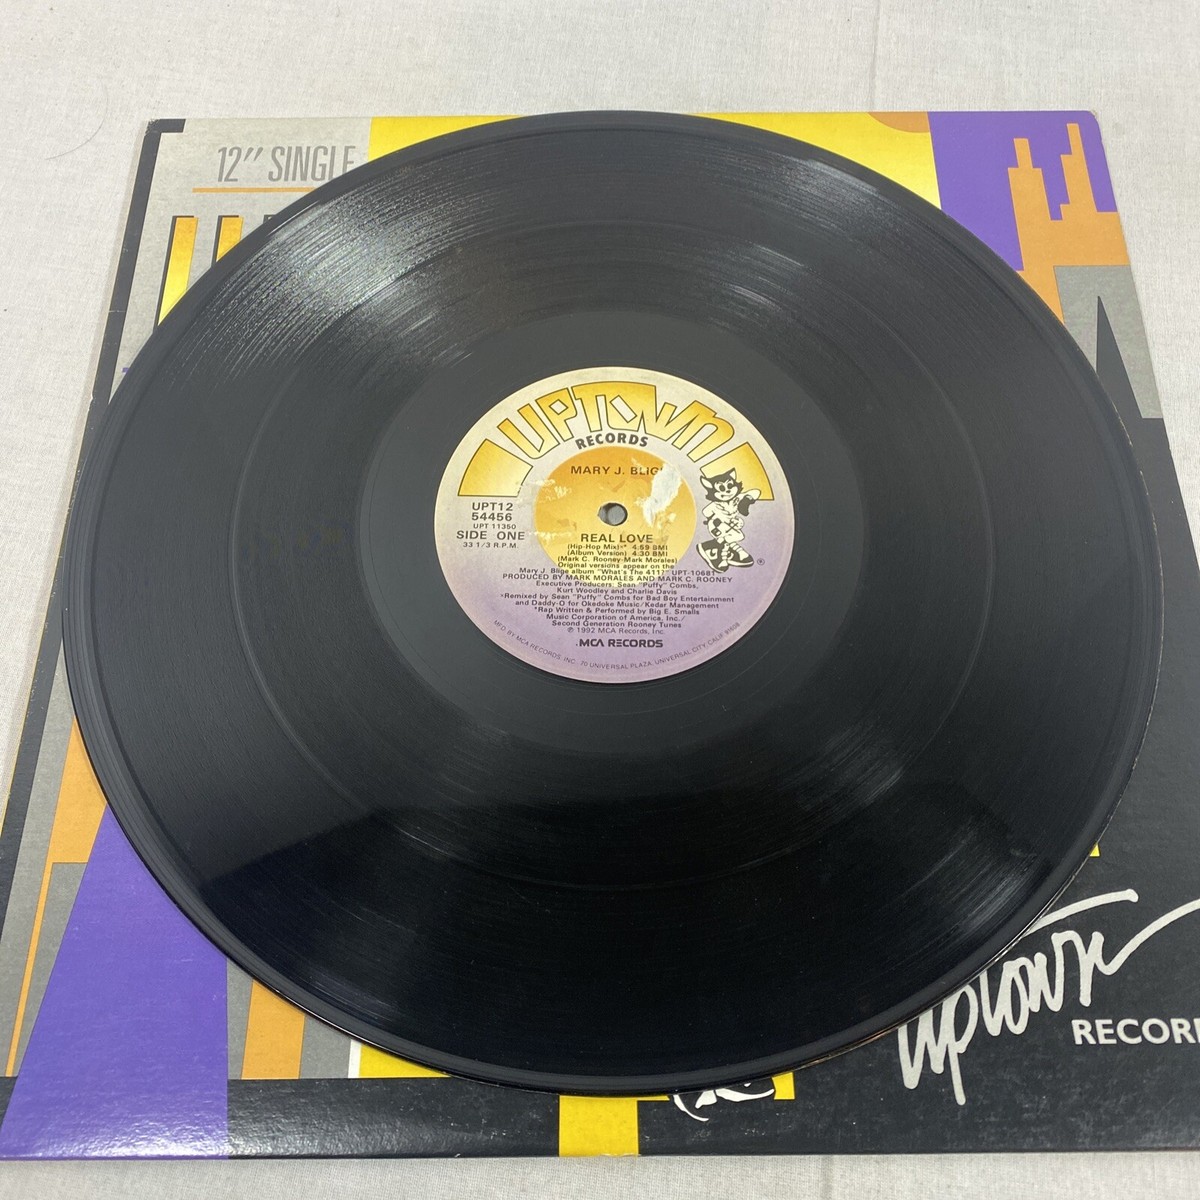 12″ SINGLE
UPTOWN
RECORDS
MARY J. BLIG
UPT12
54456
UPT 11350
SIDE ONE
33 1/3 R.P.M.
REAL LOVE
(Hip-Hop Mix)+* 4:59 BMI
(Album Version) 4:30 BMI
(Mark C. Rooney-Mark Morales)
Original versions appear on the
Mary J. Blige album "What's The 411?" UPT-10681
PRODUCED BY MARK MORALES AND MARK C. ROONEY
Executive Producers: Sean "Puffy" Combs,
Kurt Woodley and Charlie Davis
+Remixed by Sean "Puffy" Combs for Bad Boy Entertainment
and Daddy-O for Okedoke Music/Kedar Management
*Rap Written & Performed by Big E. Smalls
Music Corporation of America, Inc./
Second Generation Rooney Tunes
℗ 1992 MCA Records, Inc.
MCA RECORDS
MFD. BY MCA RECORDS, INC., 70 UNIVERSAL PLAZA, UNIVERSAL CITY, CALIF. 91608
®
Uptown
RECOR